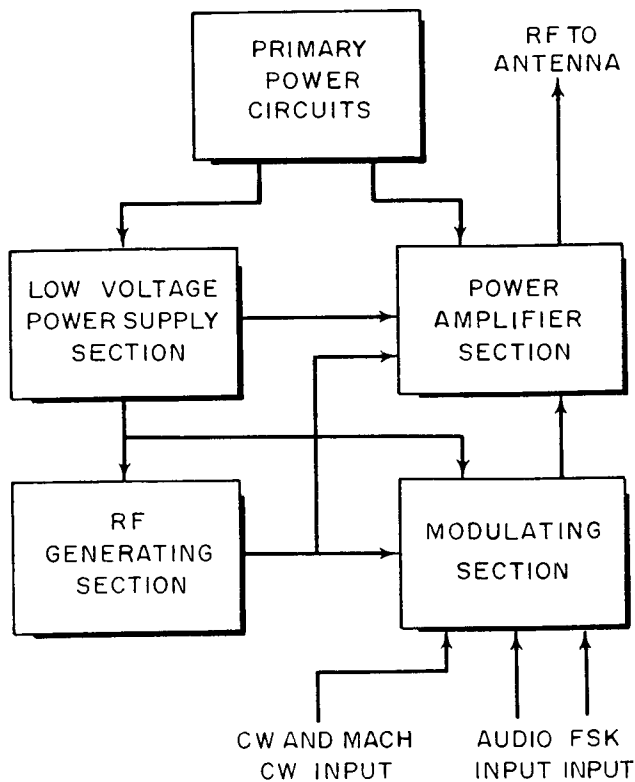 PRIMARY
POWER
CIRCUITS
RF TO
ANTENNA
LOW VOLTAGE
POWER SUPPLY
SECTION
POWER
AMPLIFIER
SECTION
RF
GENERATING
SECTION
MODULATING
SECTION
CW AND MACH
CW INPUT
AUDIO
INPUT
FSK
INPUT